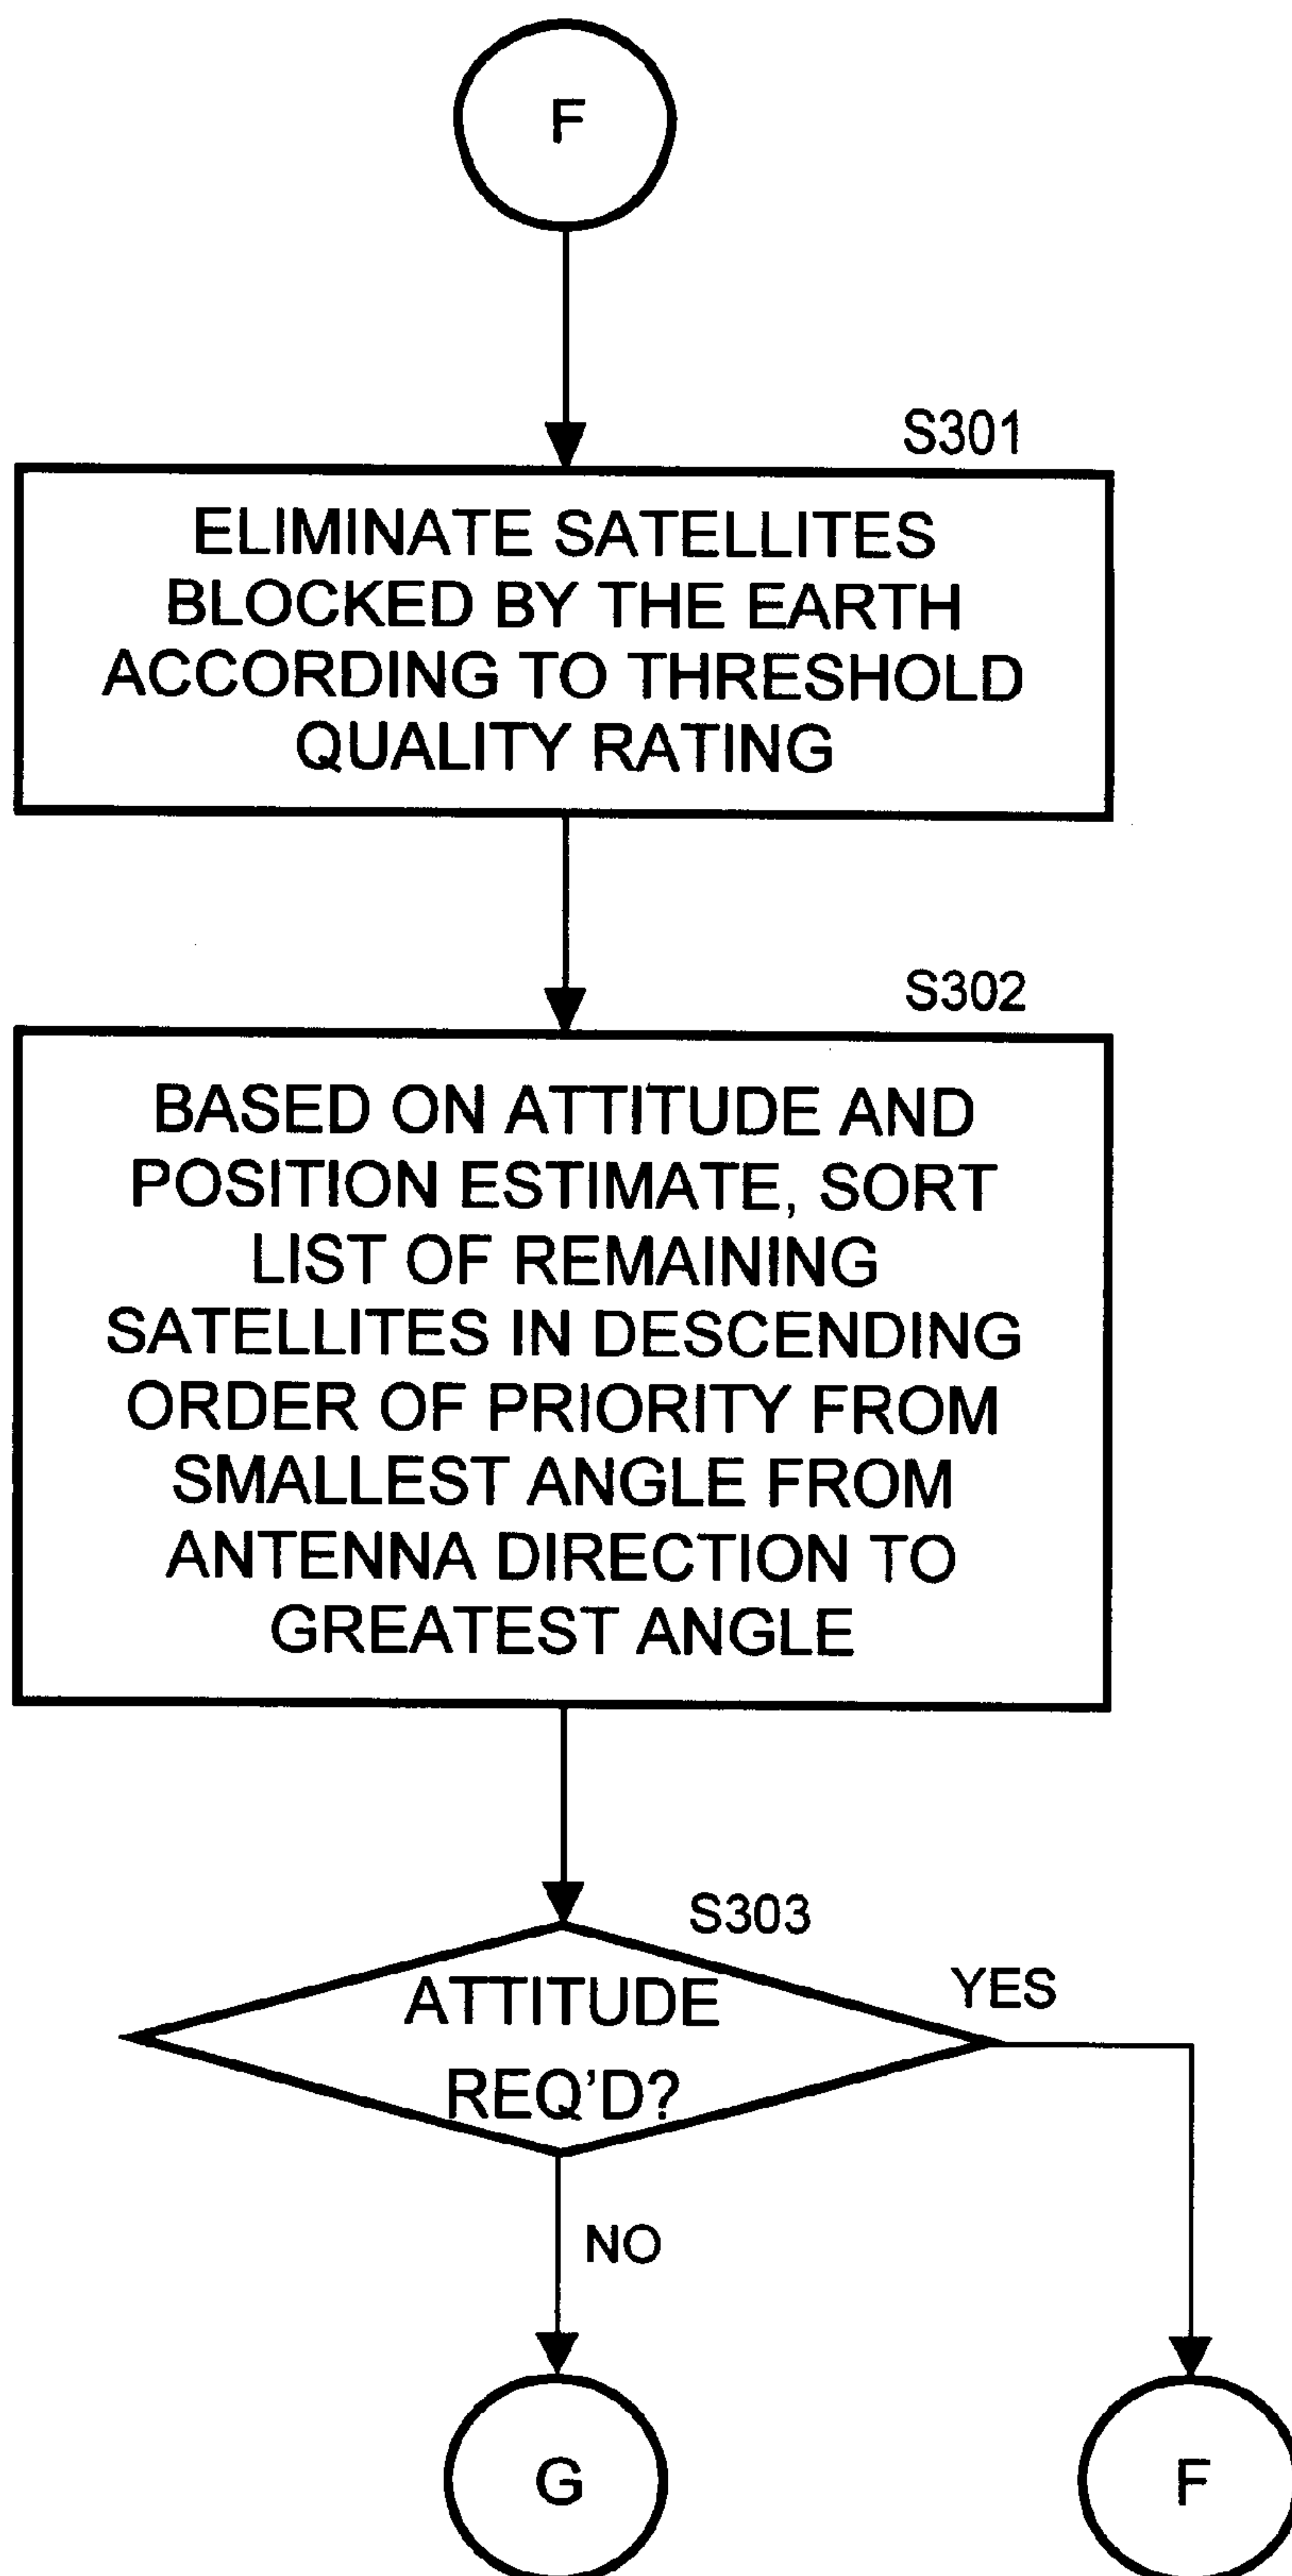 F
S301
ELIMINATE SATELLITES
BLOCKED BY THE EARTH
ACCORDING TO THRESHOLD
QUALITY RATING
S302
BASED ON ATTITUDE AND
POSITION ESTIMATE, SORT
LIST OF REMAINING
SATELLITES IN DESCENDING
ORDER OF PRIORITY FROM
SMALLEST ANGLE FROM
ANTENNA DIRECTION TO
GREATEST ANGLE
S303
ATTITUDE
REQ'D?
YES
NO
G
F